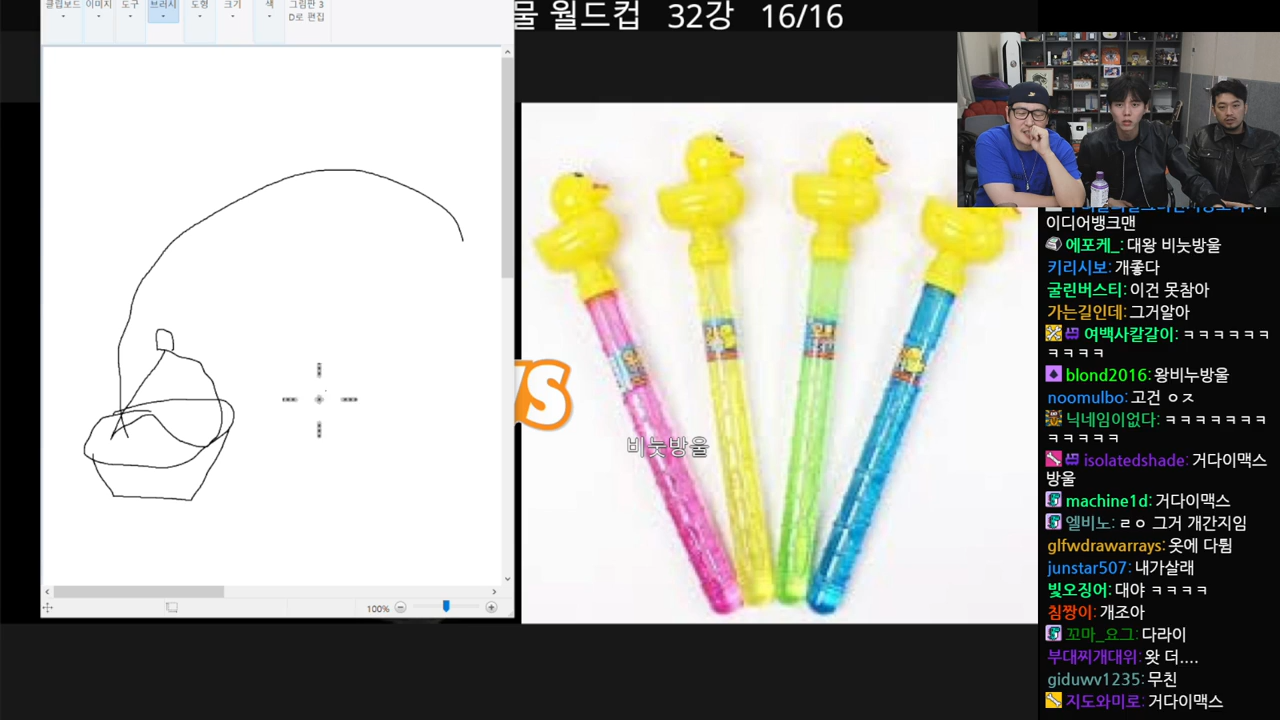 클립보드 이미지 도구 브러시 도형 크기 색 그림판 3
D로 편집
물 월드컵 32강 16/16
이디어뱅크맨
에포케_: 대왕 비눗방울
키리시보: 개좋다
굴린버스티: 이건 못참아
가는길인데: 그거알아
여백사칼갈이: ㅋㅋㅋㅋㅋㅋ
ㅋㅋㅋㅋ
blond2016: 왕비누방울
noomulbo: 고건 ㅇㅈ
닉네임이없다: ㅋㅋㅋㅋㅋㅋㅋ
ㅋㅋㅋㅋㅋ
isolatedshade: 거다이맥스
방울
machine1d: 거다이맥스
엘비노: ㄹㅇ 그거 개간지임
glfwdrawarrays: 옷에 다튐
junstar507: 내가살래
빛오징어: 대야 ㅋㅋㅋㅋ
침짱이: 개조아
꼬마_요그: 다라이
부대찌개대위: 왓 더....
giduwv1235: 무친
지도와미로: 거다이맥스
VS
비눗방울
100%